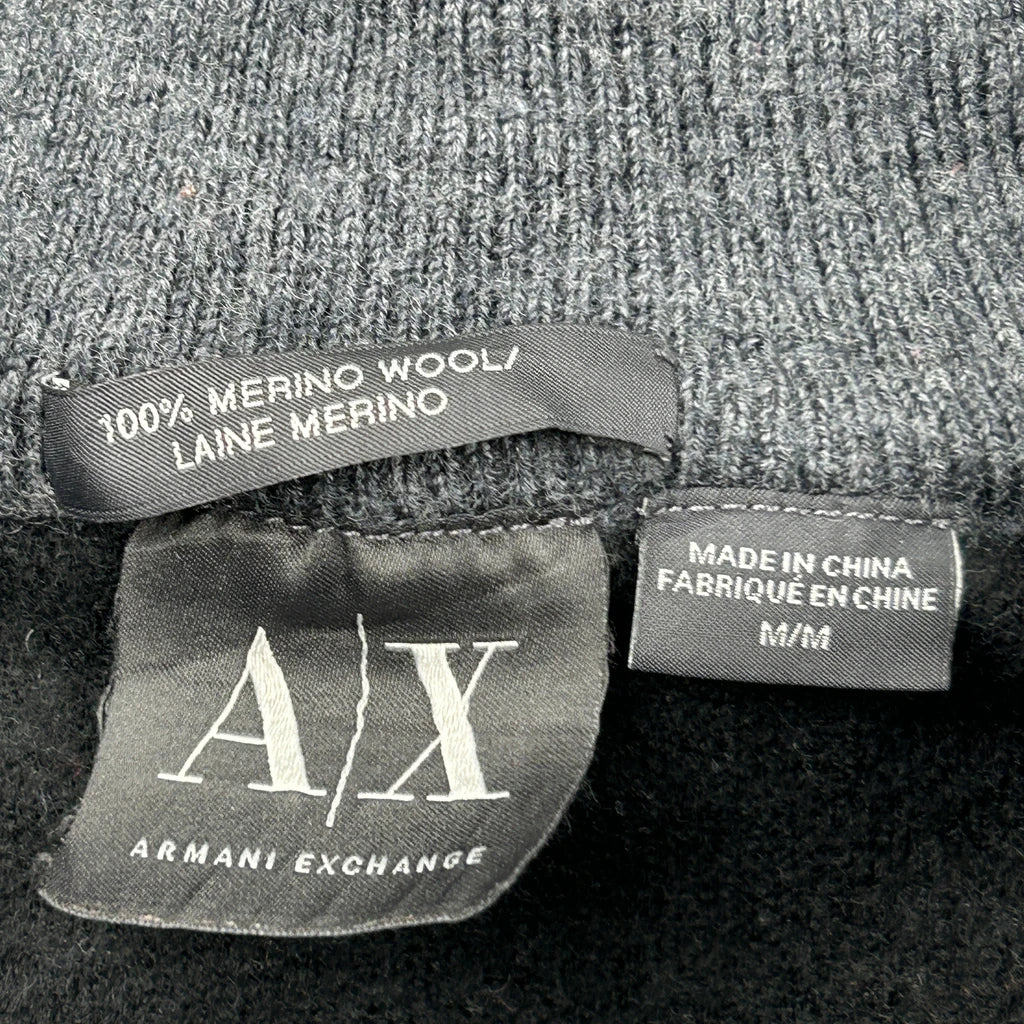 100% MERINO WOOL/
LAINE MERINO
MADE IN CHINA
FABRIQUÉ EN CHINE
M/M
A|X
ARMANI EXCHANGE